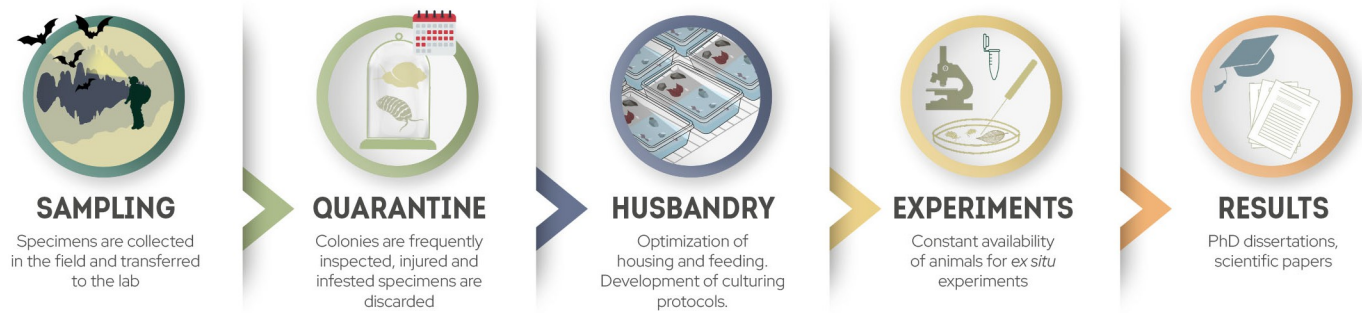 SAMPLING
Specimens are collected
in the field and transferred
to the lab
QUARANTINE
Colonies are frequently
inspected, injured and
infested specimens are
discarded
HUSBANDRY
Optimization of
housing and feeding.
Development of culturing
protocols.
EXPERIMENTS
Constant availability
of animals for ex situ
experiments
RESULTS
PhD dissertations,
scientific papers